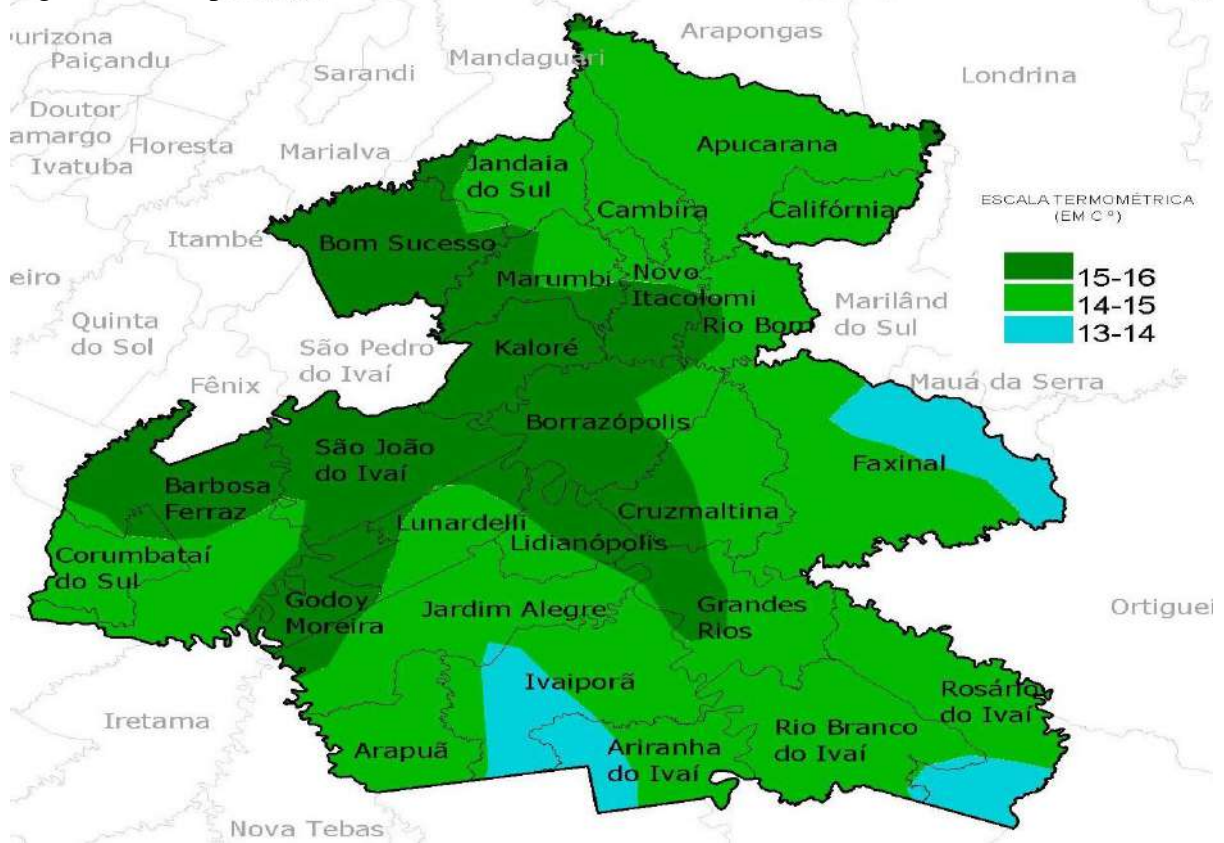 Arapongas
Paiçandu
Sarandi
Mandaguari
Londrina
Doutor
Floresta
Ivatuba
Marialva
Apucarana
Jandaia
do Sul
ESCALA TERMOMÉTRICA
(EM C º)
Cambira
Califórnia
Itambé
Bom Sucesso
15-16
14-15
13-14
Marumbi
Novo
Itacolomi
Rio Bom
Marilând
do Sul
Quinta
do Sol
São Pedro
do Ivaí
Kaloré
Fênix
Mauá da Serra
Borrazópolis
São João
do Ivaí
Faxinal
Barbosa
Ferraz
Lunardelli
Cruzmaltina
Lidianópolis
Corumbataí
do Sul
Godoy
Moreira
Jardim Alegre
Grandes
Rios
Ortiguei
Ivaiporã
Rosário
do Ivaí
Iretama
Arapuã
Ariranha
do Ivaí
Rio Branco
do Ivaí
Nova Tebas